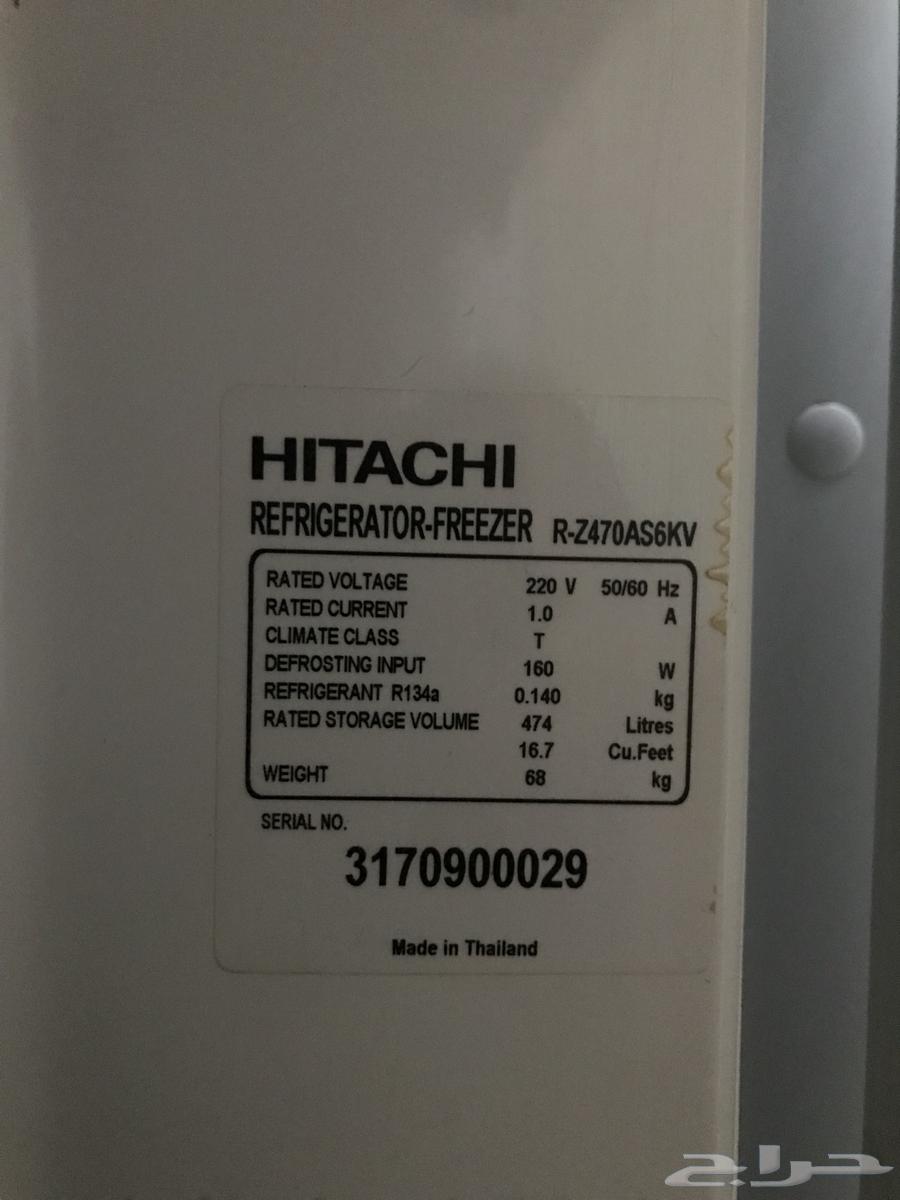 HITACHI
REFRIGERATOR-FREEZER R-Z470AS6KV
RATED VOLTAGE 220 V 50/60 Hz
RATED CURRENT 1.0 A
CLIMATE CLASS T
DEFROSTING INPUT 160 W
REFRIGERANT R134a 0.140 kg
RATED STORAGE VOLUME 474 Litres
16.7 Cu.Feet
WEIGHT 68 kg
SERIAL NO.
3170900029
Made in Thailand
حراج